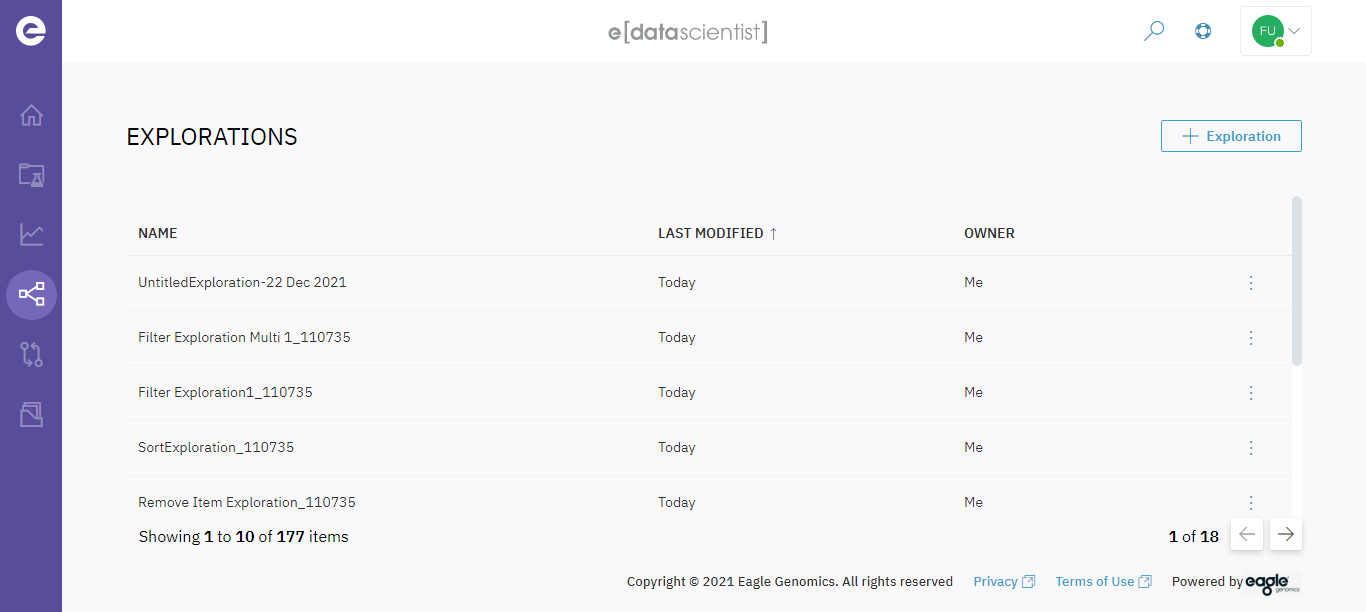 e
e[datascientist]
FU
EXPLORATIONS
Exploration
NAME LAST MODIFIED ↑ OWNER
UntitledExploration-22 Dec 2021 Today Me
Filter Exploration Multi 1_110735 Today Me
Filter Exploration1_110735 Today Me
SortExploration_110735 Today Me
Remove Item Exploration_110735 Today Me
Showing 1 to 10 of 177 items 1 of 18
Copyright © 2021 Eagle Genomics. All rights reserved Privacy Terms of Use Powered by eagle genomics